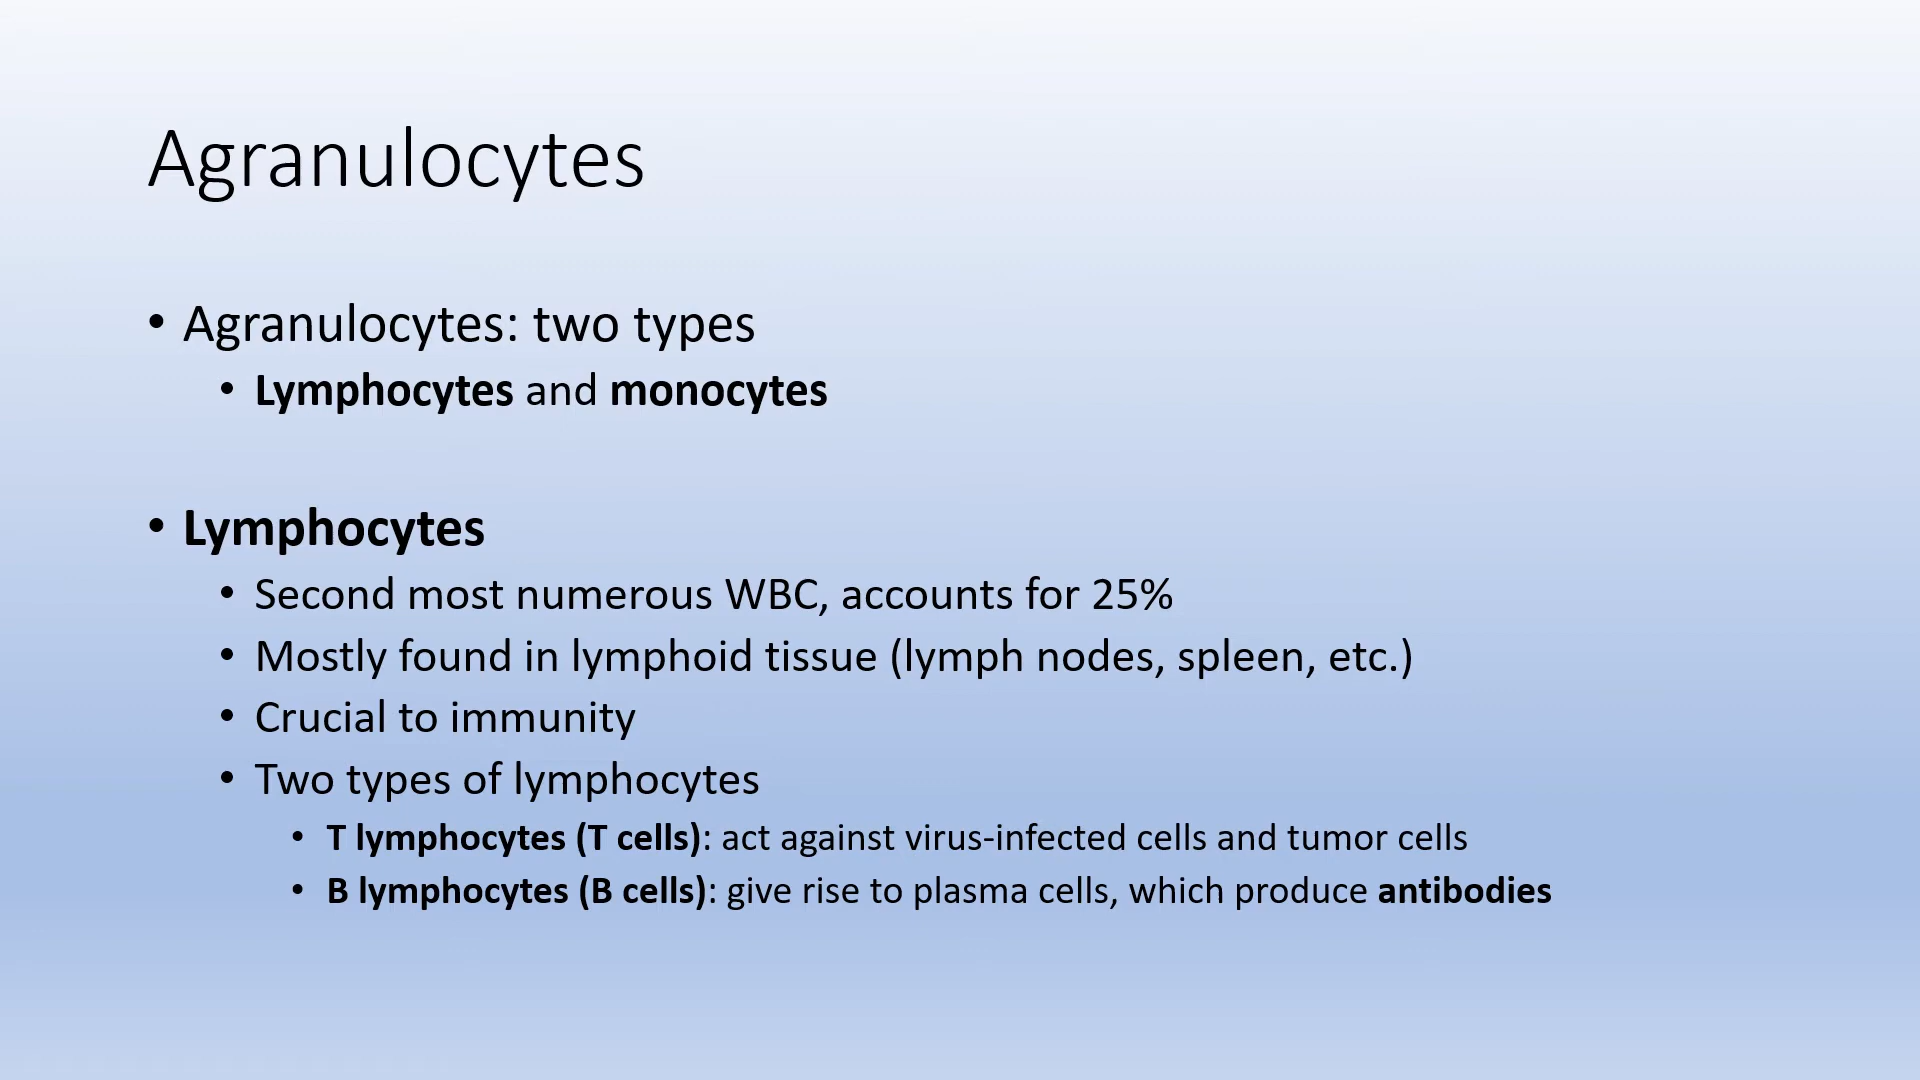 Agranulocytes
• Agranulocytes: two types
• Lymphocytes and monocytes
• Lymphocytes
• Second most numerous WBC, accounts for 25%
• Mostly found in lymphoid tissue (lymph nodes, spleen, etc.)
• Crucial to immunity
• Two types of lymphocytes
• T lymphocytes (T cells): act against virus-infected cells and tumor cells
• B lymphocytes (B cells): give rise to plasma cells, which produce antibodies